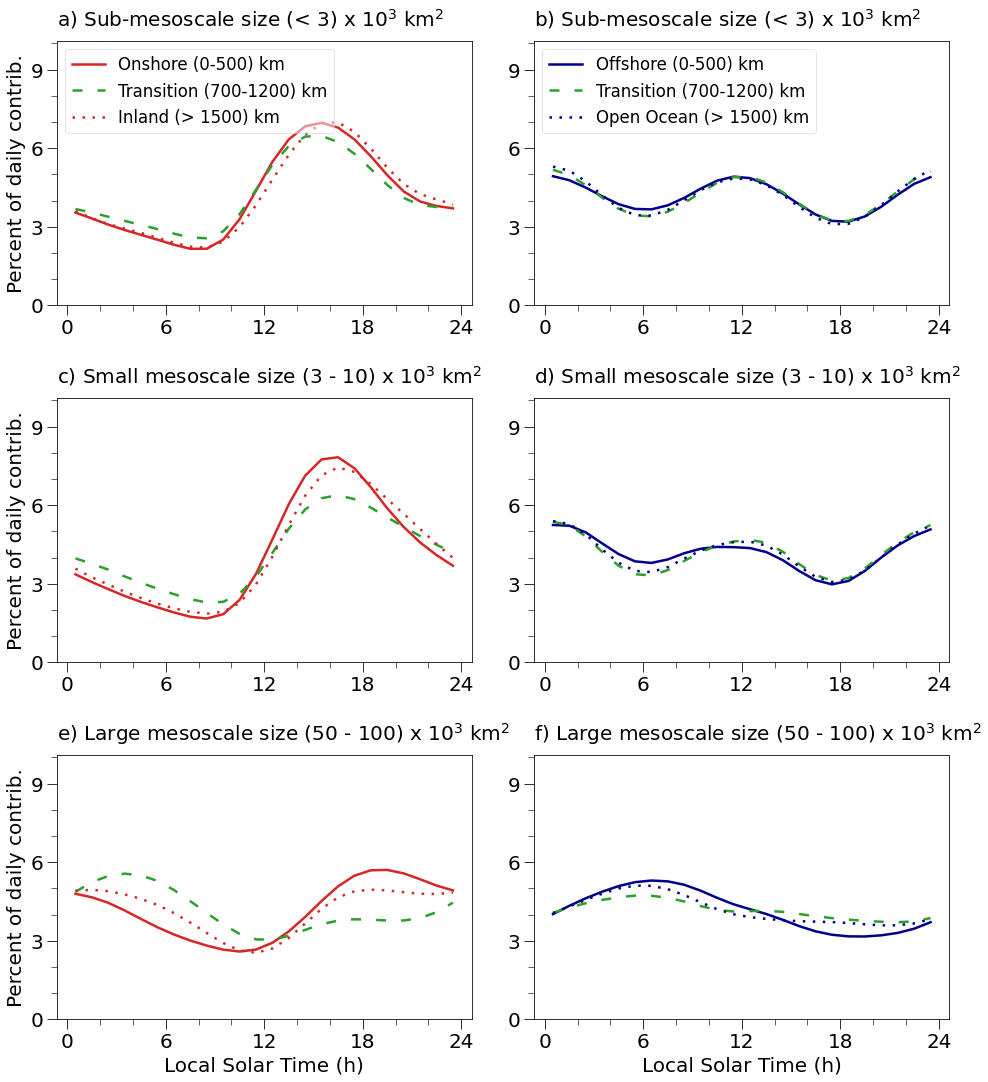 a) Sub-mesoscale size (< 3) x 10³ km²
b) Sub-mesoscale size (< 3) x 10³ km²
Percent of daily contrib.
9
6
3
0
Onshore (0-500) km
Transition (700-1200) km
Inland (> 1500) km
0 6 12 18 24
9
6
3
0
Offshore (0-500) km
Transition (700-1200) km
Open Ocean (> 1500) km
0 6 12 18 24
c) Small mesoscale size (3 - 10) x 10³ km²
d) Small mesoscale size (3 - 10) x 10³ km²
Percent of daily contrib.
9
6
3
0
0 6 12 18 24
9
6
3
0
0 6 12 18 24
e) Large mesoscale size (50 - 100) x 10³ km²
f) Large mesoscale size (50 - 100) x 10³ km²
Percent of daily contrib.
9
6
3
0
0 6 12 18 24
Local Solar Time (h)
9
6
3
0
0 6 12 18 24
Local Solar Time (h)